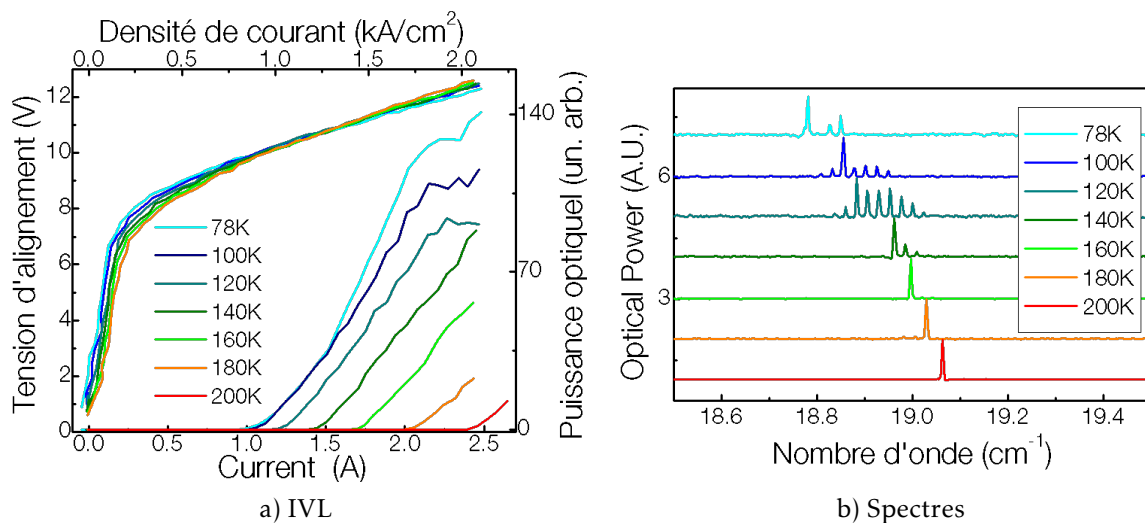 Densité de courant (kA/cm²)
0.0 0.5 1.0 1.5 2.0
Tension d'alignement (V)
12
10
8
6
4
2
0
140
70
0
Puissance optiquel (un. arb.)
78K
100K
120K
140K
160K
180K
200K
0.0 0.5 1.0 1.5 2.0 2.5
Current (A)
a) IVL
Optical Power (A.U.)
6
3
78K
100K
120K
140K
160K
180K
200K
18.6 18.8 19.0 19.2 19.4
Nombre d'onde (cm⁻¹)
b) Spectres